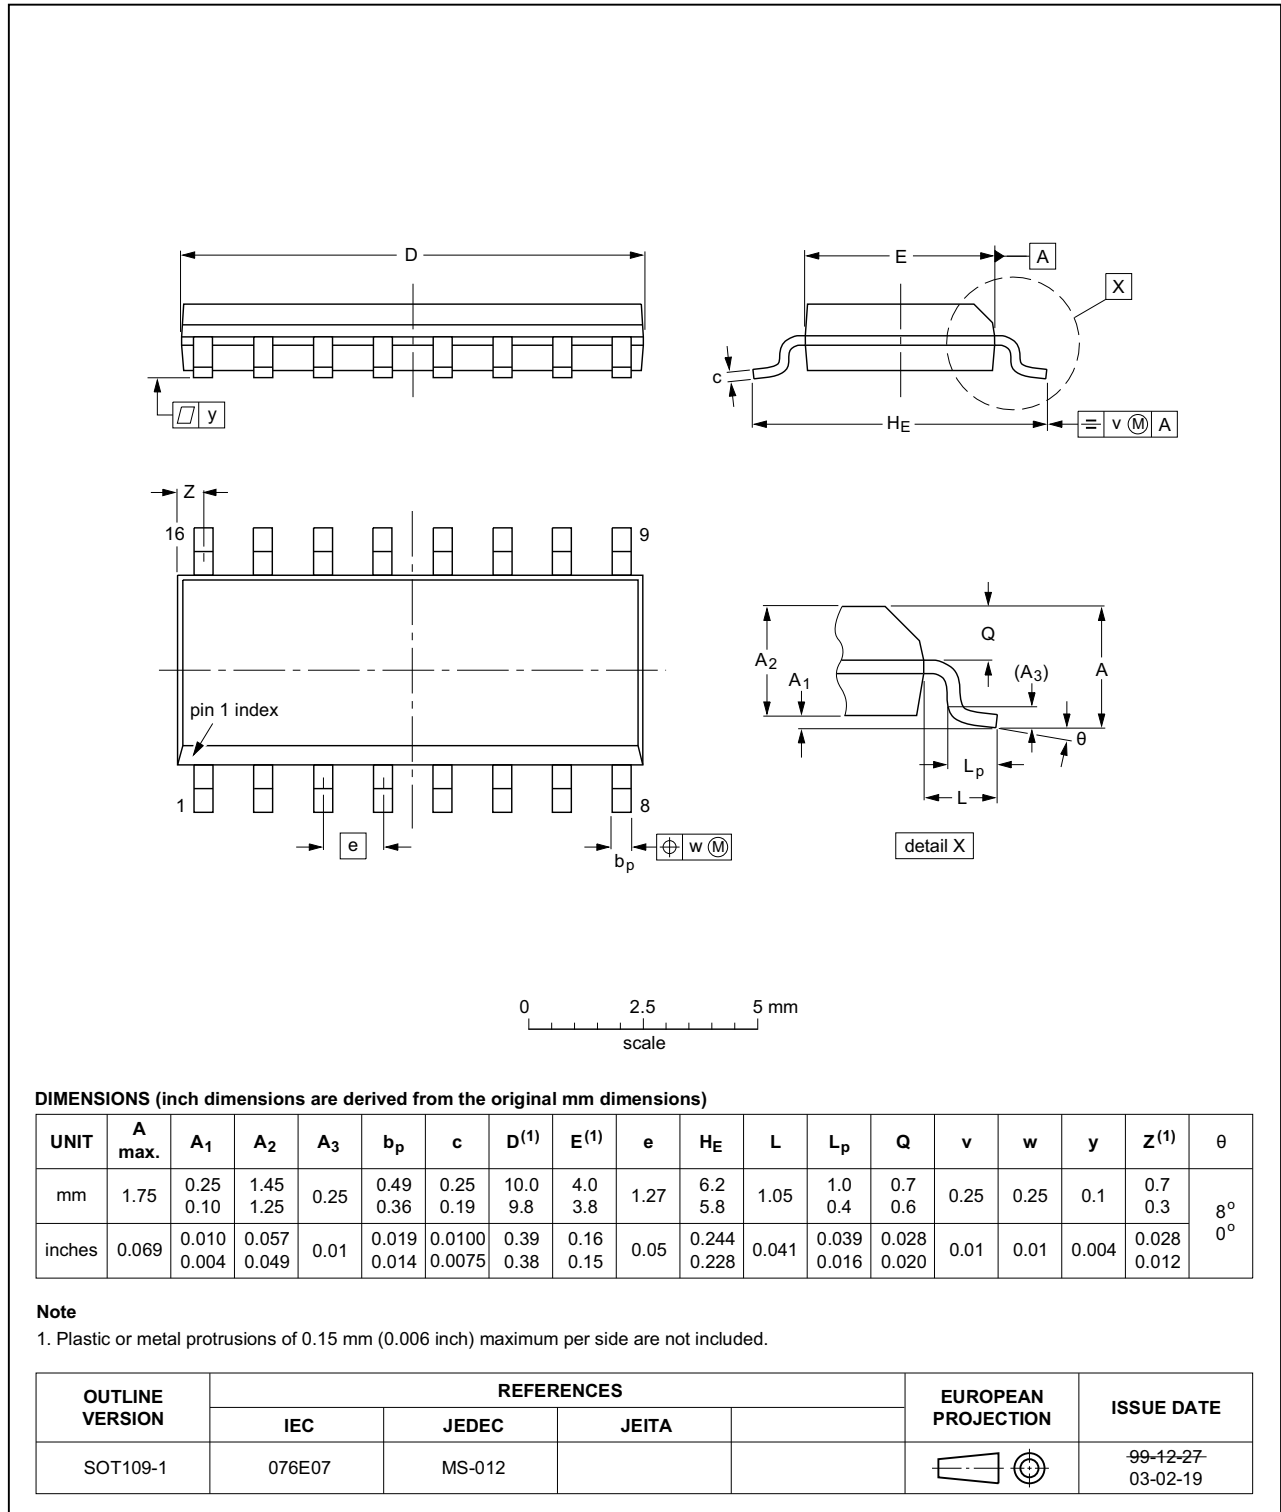 D
E
A
X
c
y
HE
v M A
Z
16
9
Q
A2
A1
(A3)
A
pin 1 index
θ
Lp
1
8
L
e
w M
detail X
bp
0 2.5 5 mm
scale
DIMENSIONS (inch dimensions are derived from the original mm dimensions)
UNIT A max. A1 A2 A3 bp c D(1) E(1) e HE L Lp Q v w y Z(1) θ
mm 1.75 0.25 0.10 1.45 1.25 0.25 0.49 0.36 0.25 0.19 10.0 9.8 4.0 3.8 1.27 6.2 5.8 1.05 1.0 0.4 0.7 0.6 0.25 0.25 0.1 0.7 0.3 8o 0o
inches 0.069 0.010 0.004 0.057 0.049 0.01 0.019 0.014 0.0100 0.0075 0.39 0.38 0.16 0.15 0.05 0.244 0.228 0.041 0.039 0.016 0.028 0.020 0.01 0.01 0.004 0.028 0.012
Note
1. Plastic or metal protrusions of 0.15 mm (0.006 inch) maximum per side are not included.
OUTLINE VERSION REFERENCES EUROPEAN PROJECTION ISSUE DATE
IEC JEDEC JEITA
SOT109-1 076E07 MS-012 99-12-27
03-02-19